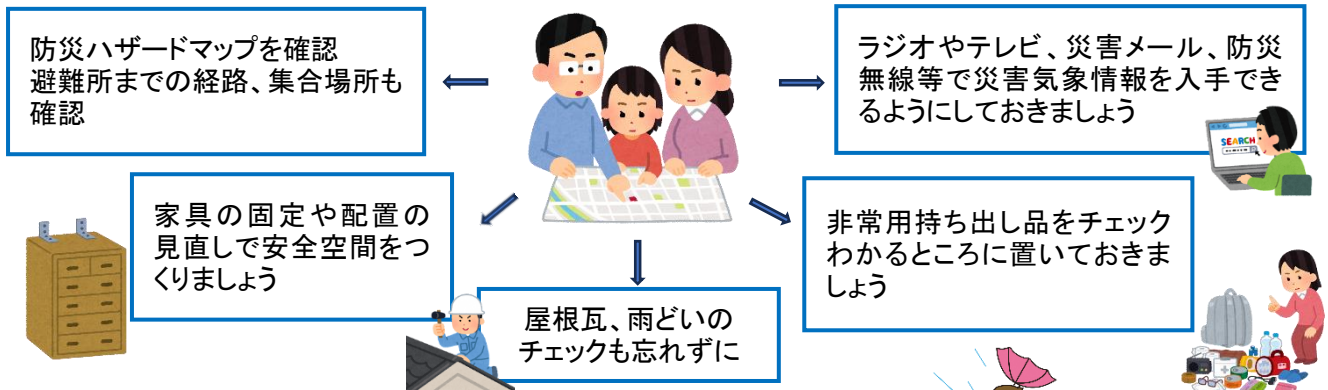 防災ハザードマップを確認
避難所までの経路、集合場所も
確認
ラジオやテレビ、災害メール、防災
無線等で災害気象情報を入手でき
るようにしておきましょう
SEARCH
家具の固定や配置の
見直しで安全空間をつ
くりましょう
非常用持ち出し品をチェック
わかるところに置いておきま
しょう
屋根瓦、雨どいの
チェックも忘れずに